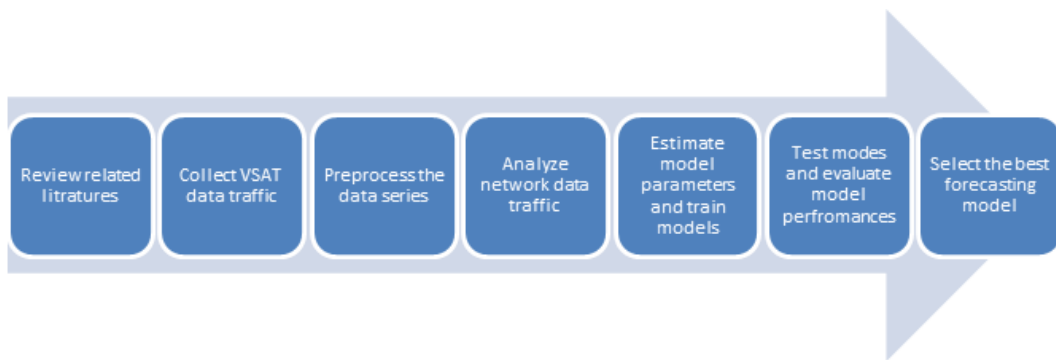 Review related
litratures
Collect VSAT
data traffic
Preprocess the
data series
Analyze
network data
traffic
Estimate
model
parameters
and train
models
Test modes
and evaluate
model
perfromances
Select the best
forecasting
model